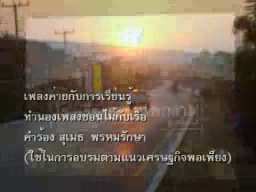 เพลงค่ายกับการเรียนรู้
ทำนองเพลงขอนไม้กับเรือ
คำร้อง สุเมธ พรหมรักษา
(ใช้ในการอบรมตามแนวเศรษฐกิจพอเพียง)